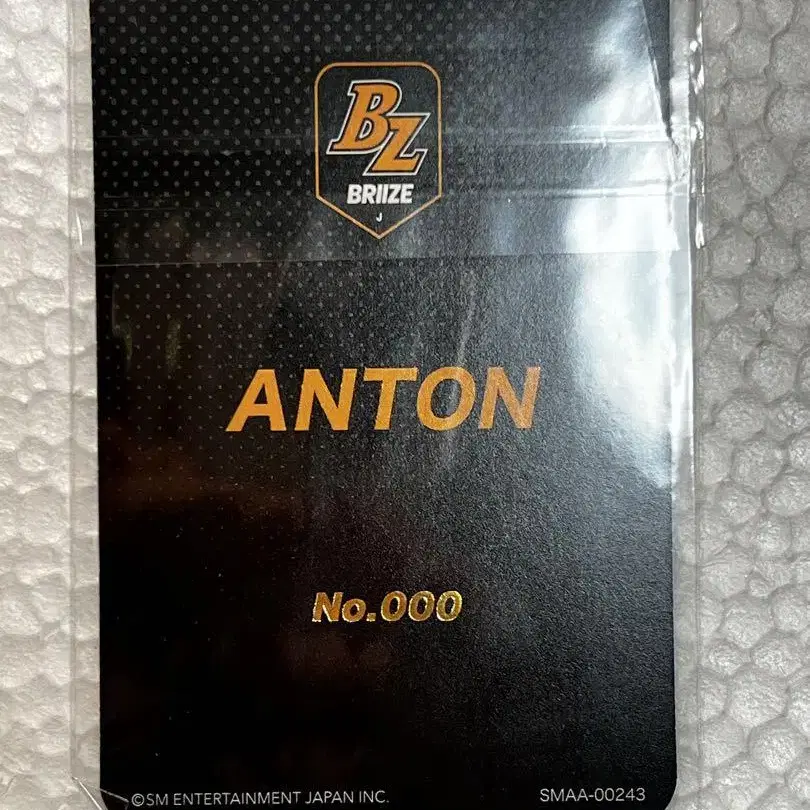 BZ
BRIIZE
J
ANTON
No.000
©SM ENTERTAINMENT JAPAN INC. SMAA-00243